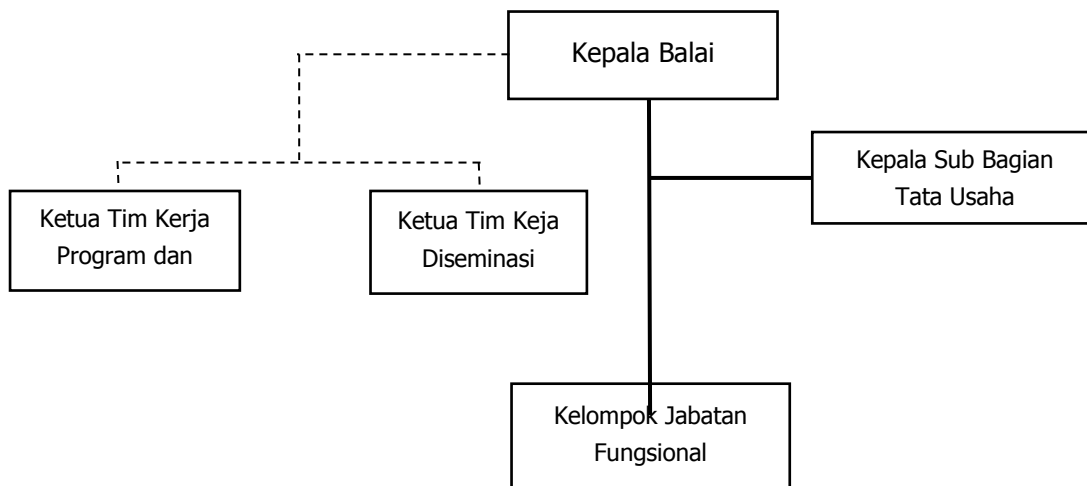 Kepala Balai
Kepala Sub Bagian
Tata Usaha
Ketua Tim Kerja
Program dan
Ketua Tim Keja
Diseminasi
Kelompok Jabatan
Fungsional